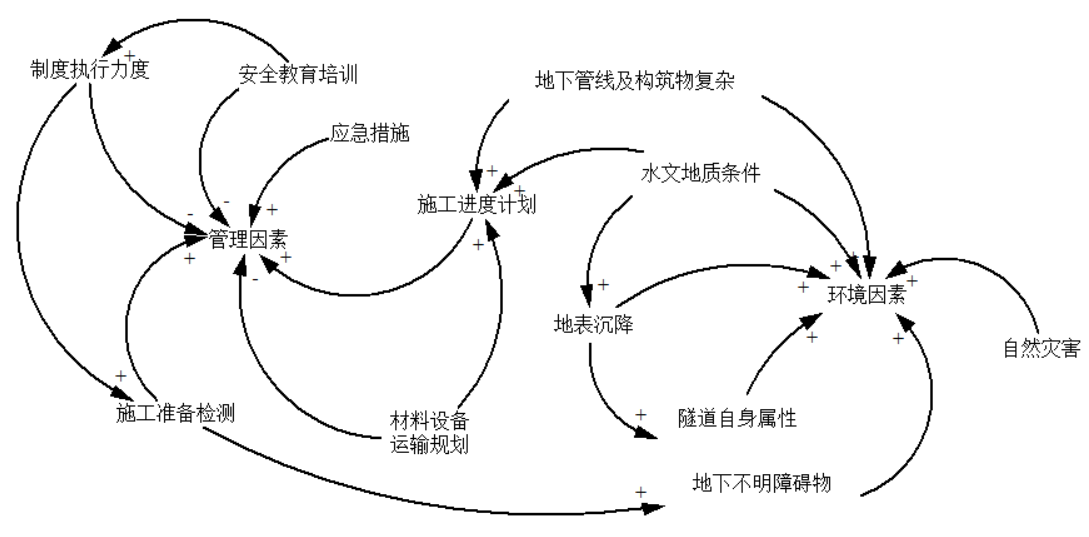 制度执行力度
安全教育培训
地下管线及构筑物复杂
应急措施
水文地质条件
施工进度计划
管理因素
环境因素
地表沉降
自然灾害
施工准备检测
材料设备
运输规划
隧道自身属性
地下不明障碍物